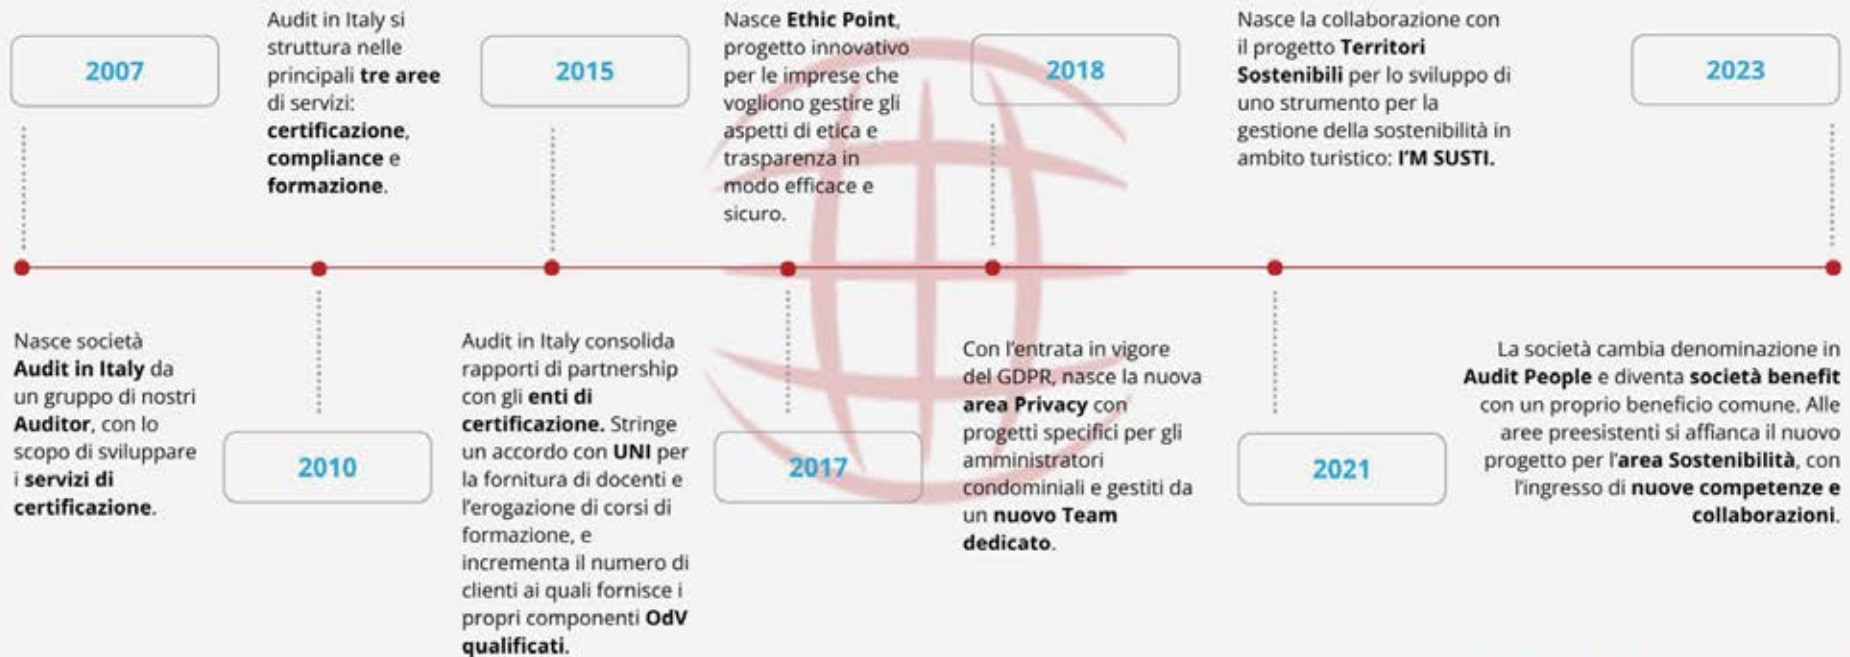 2007
Nasce società
Audit in Italy da
un gruppo di nostri
Auditor, con lo
scopo di sviluppare
i servizi di
certificazione.
Audit in Italy si
struttura nelle
principali tre aree
di servizi:
certificazione,
compliance e
formazione.
2010
2015
Audit in Italy consolida
rapporti di partnership
con gli enti di
certificazione. Stringe
un accordo con UNI per
la fornitura di docenti e
l'erogazione di corsi di
formazione, e
incrementa il numero di
clienti ai quali fornisce i
propri componenti OdV
qualificati.
Nasce Ethic Point,
progetto innovativo
per le imprese che
vogliono gestire gli
aspetti di etica e
trasparenza in
modo efficace e
sicuro.
2017
2018
Con l'entrata in vigore
del GDPR, nasce la nuova
area Privacy con
progetti specifici per gli
amministratori
condominiali e gestiti da
un nuovo Team
dedicato.
Nasce la collaborazione con
il progetto Territori
Sostenibili per lo sviluppo di
uno strumento per la
gestione della sostenibilità in
ambito turistico: I'M SUSTI.
2021
2023
La società cambia denominazione in
Audit People e diventa società benefit
con un proprio beneficio comune. Alle
aree preesistenti si affianca il nuovo
progetto per l'area Sostenibilità, con
l'ingresso di nuove competenze e
collaborazioni.